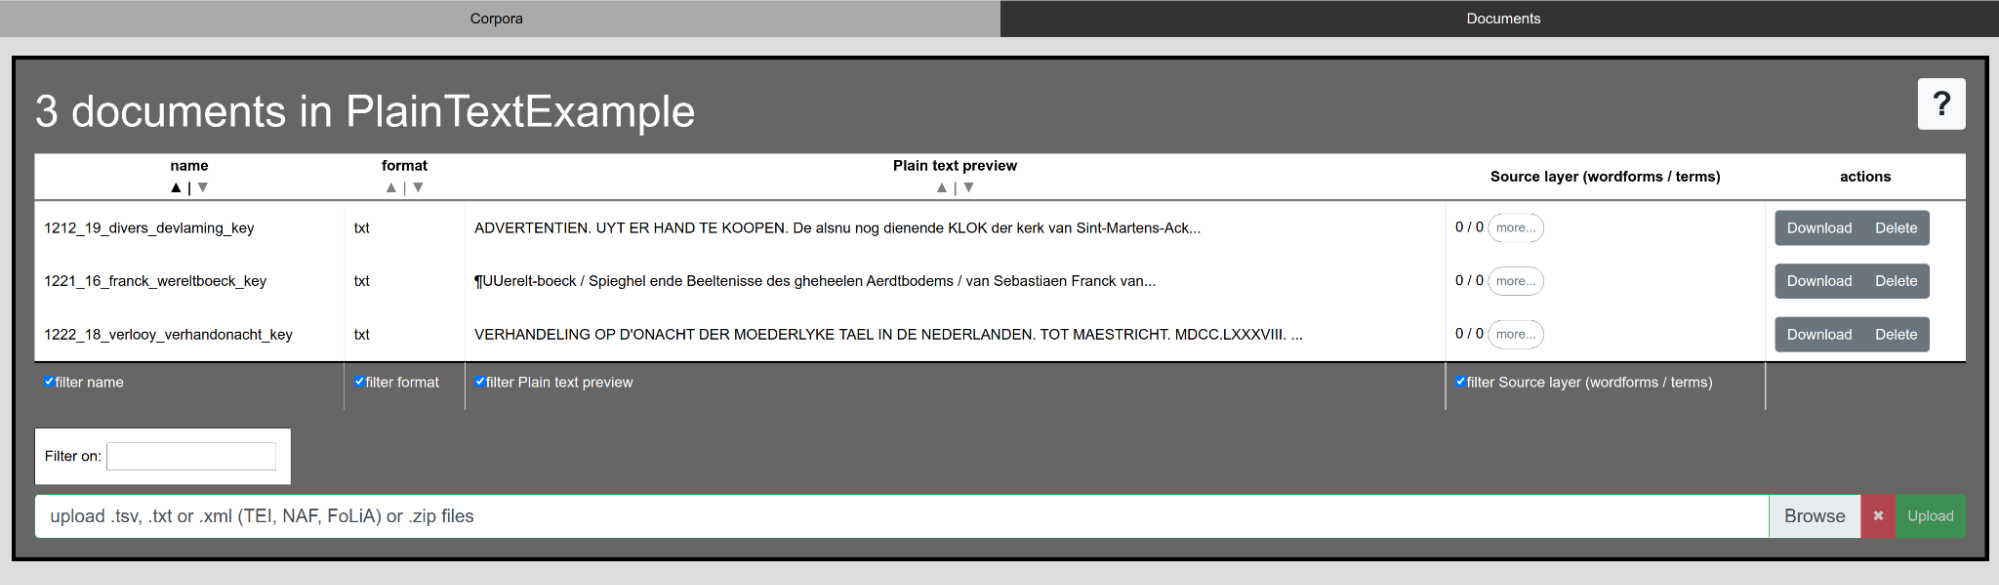 Corpora Documents
3 documents in PlainTextExample ?
name format Plain text preview Source layer (wordforms / terms) actions
▲ | ▼ ▲ | ▼ ▲ | ▼
1212_19_divers_devlaming_key txt ADVERTENTIEN. UYT ER HAND TE KOOPEN. De alsnu nog dienende KLOK der kerk van Sint-Martens-Ack... 0 / 0 more... Download Delete
1221_16_franck_wereltboeck_key txt ¶UUerelt-boeck / Spieghel ende Beeltenisse des gheheelen Aerdtbodems / van Sebastiaen Franck van... 0 / 0 more... Download Delete
1222_18_verlooy_verhandonacht_key txt VERHANDELING OP D'ONACHT DER MOEDERLYKE TAEL IN DE NEDERLANDEN. TOT MAESTRICHT. MDCC.LXXXVIII. ... 0 / 0 more... Download Delete
filter name filter format filter Plain text preview filter Source layer (wordforms / terms)
Filter on:
upload .tsv, .txt or .xml (TEI, NAF, FoLiA) or .zip files Browse ✖ Upload